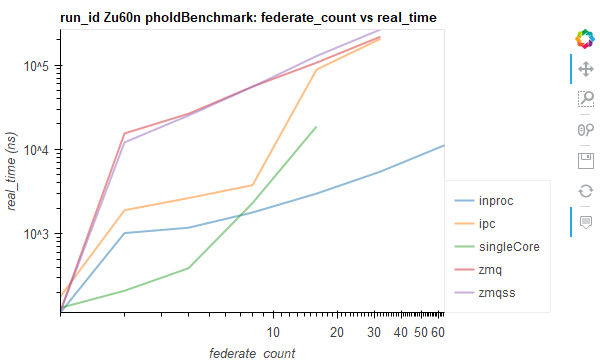 run_id Zu60n pholdBenchmark: federate_count vs real_time
10^5
10^4
10^3
real_time (ns)
10
20
30
40
50
60
federate_count
inproc
ipc
singleCore
zmq
zmqss